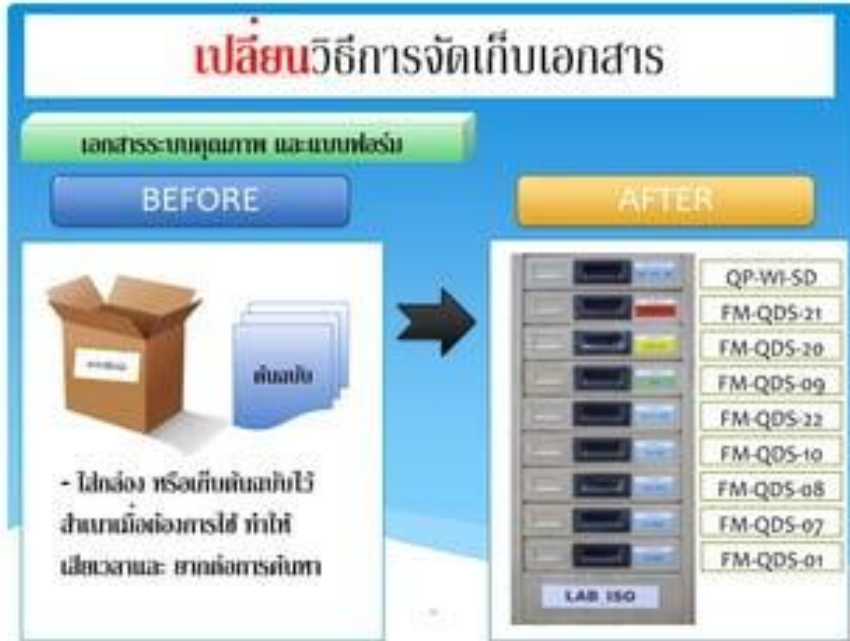 เปลี่ยนวิธีการจัดเก็บเอกสาร
เอกสารระบบคุณภาพ และแบบฟอร์ม
BEFORE
AFTER
ต้นฉบับ
- ใส่กล่อง หรือเก็บต้นฉบับไว้
สำเนาเมื่อต้องการใช้ ทำให้
เสียเวลาและ ยากต่อการค้นหา
QP-WI-SD
FM-QDS-21
FM-QDS-20
FM-QDS-09
FM-QDS-22
FM-QDS-10
FM-QDS-08
FM-QDS-07
FM-QDS-01
LAB ISO